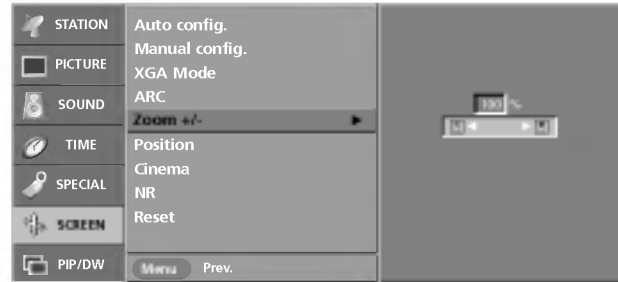 STATION
PICTURE
SOUND
TIME
SPECIAL
SCREEN
PIP/DW
Auto config.
Manual config.
XGA Mode
ARC
Zoom +/-
Position
Cinema
NR
Reset
Menu Prev.
100 %